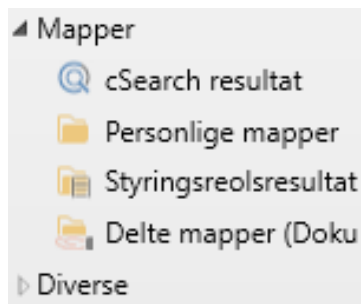 Mapper
cSearch resultat
Personlige mapper
Styringsreolsresultat
Delte mapper (Doku
Diverse